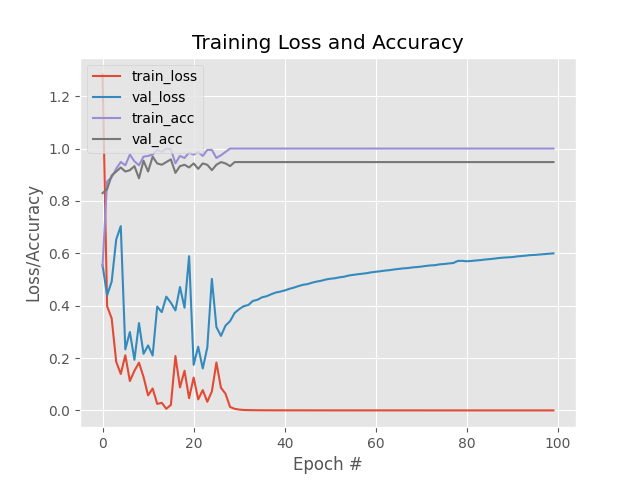 Training Loss and Accuracy
train_loss
val_loss
train_acc
val_acc
1.2
1.0
0.8
0.6
0.4
0.2
0.0
Loss/Accuracy
0 20 40 60 80 100
Epoch #